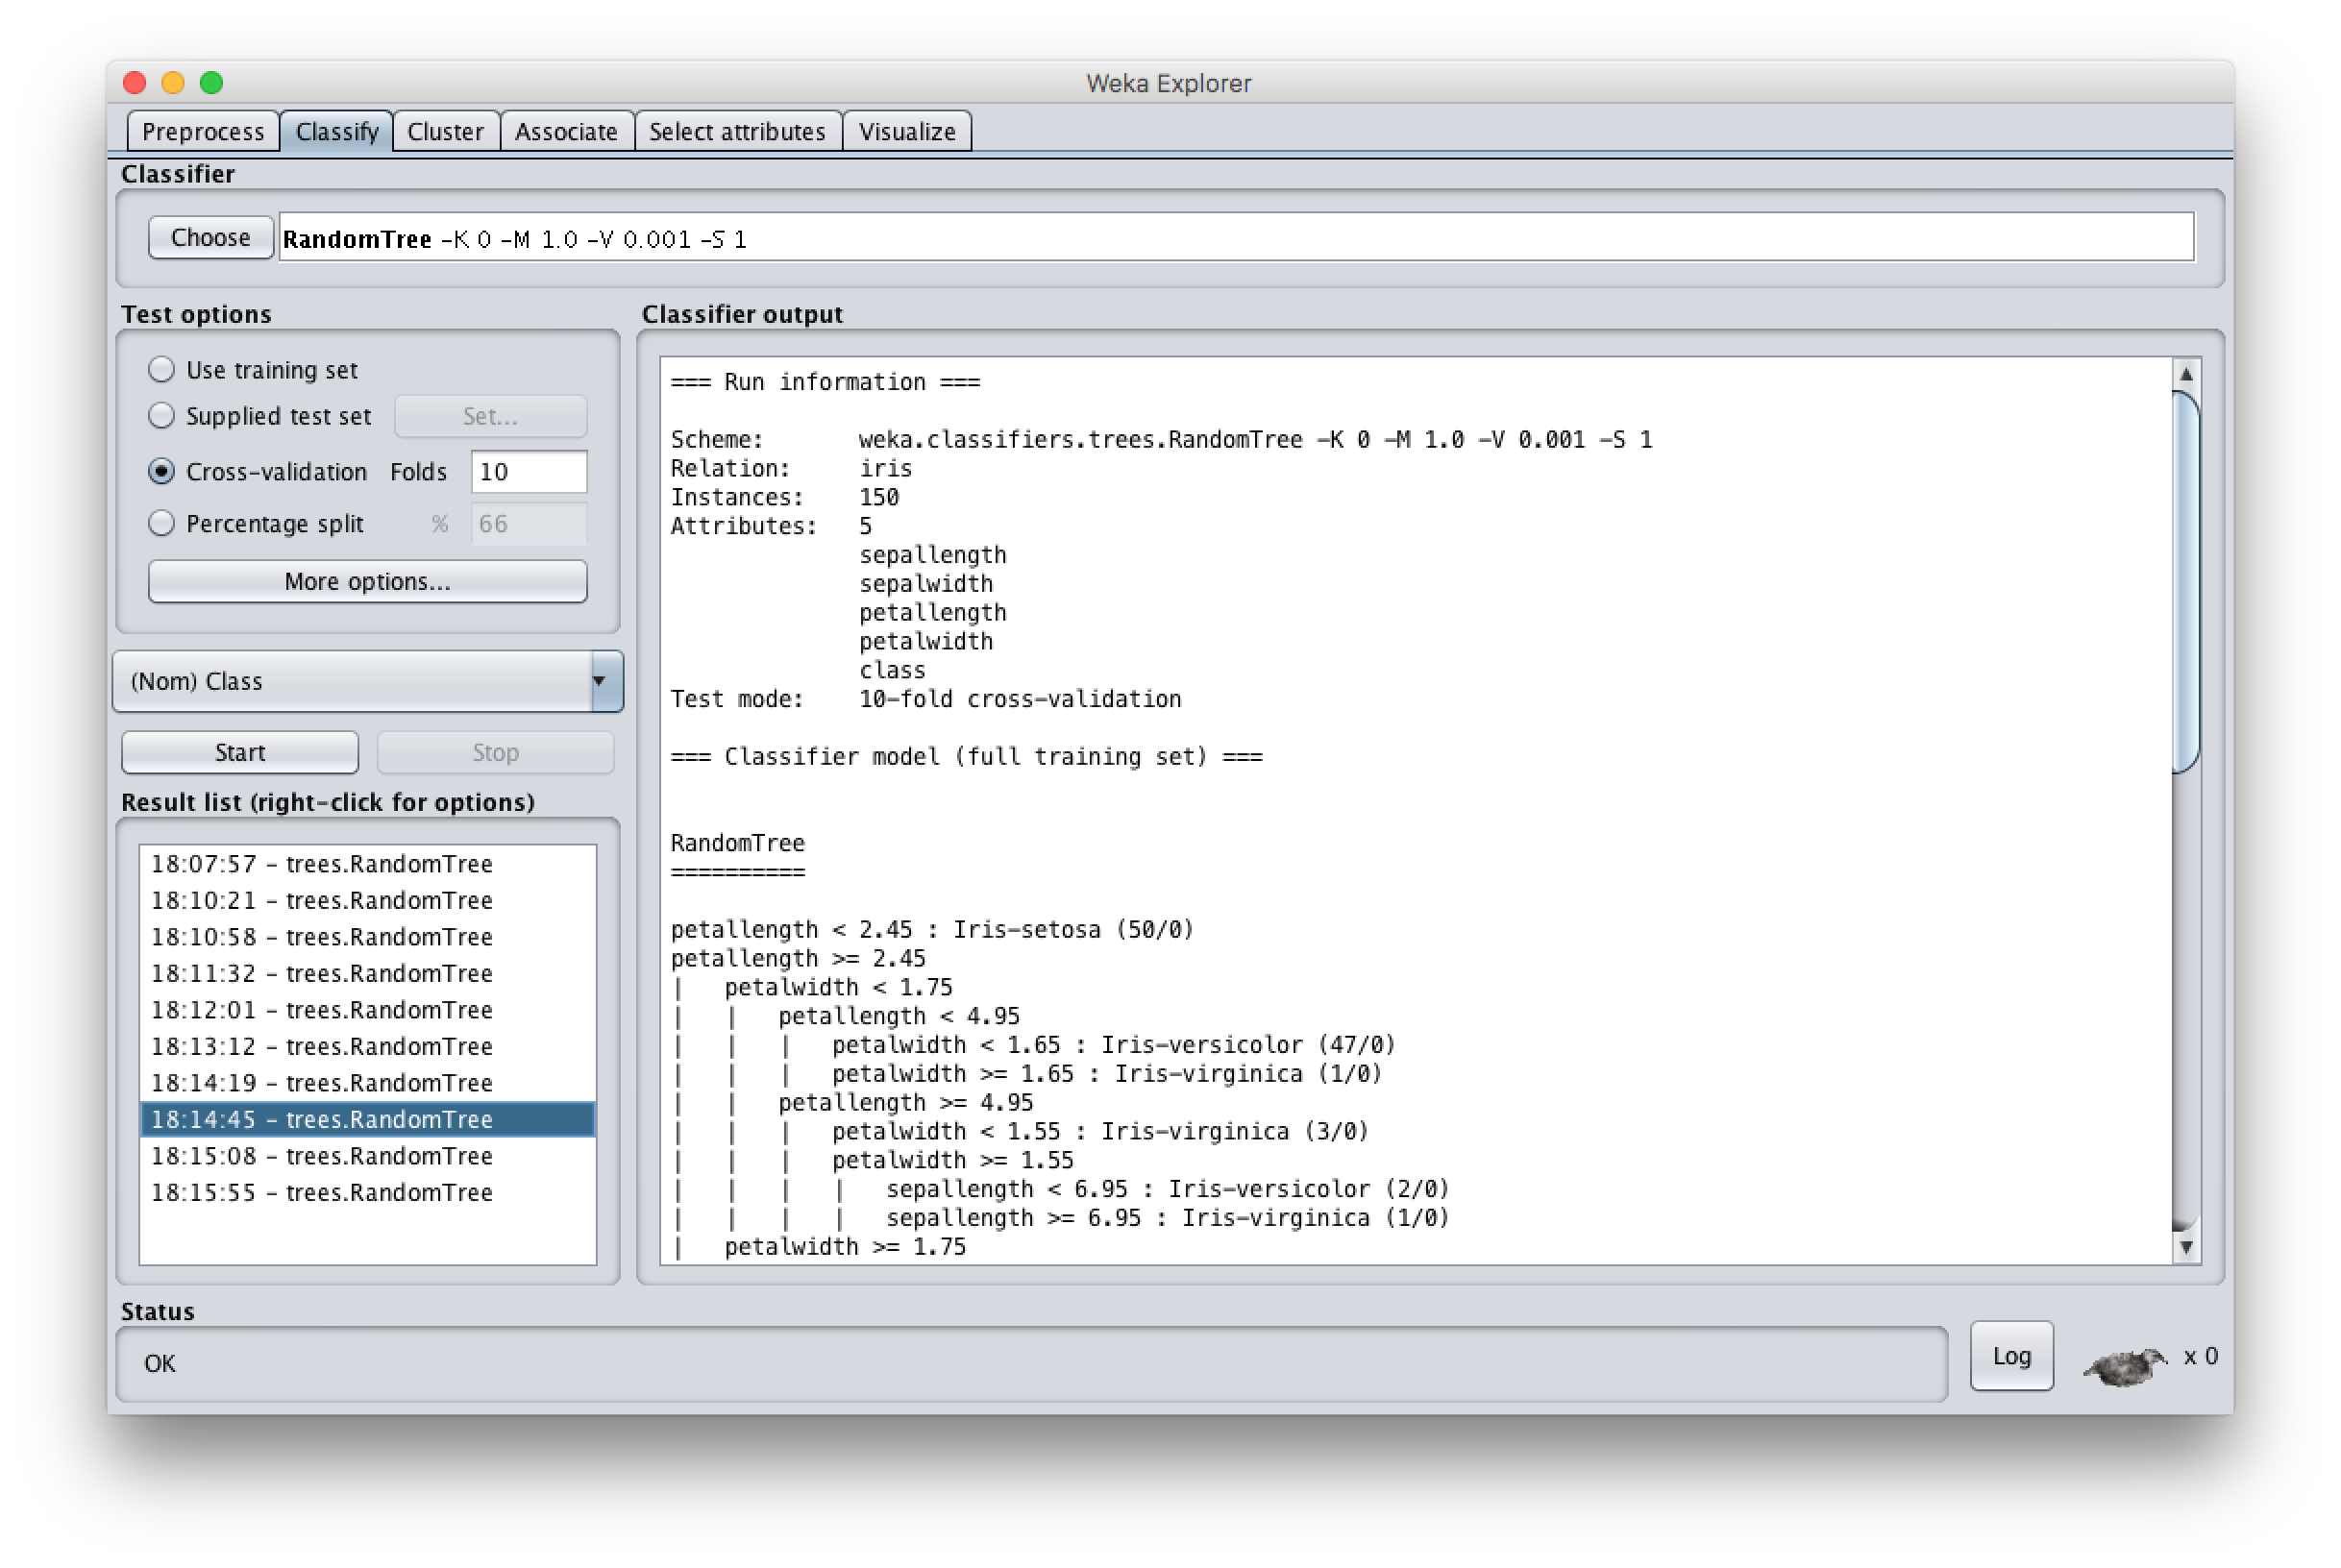 Weka Explorer
Preprocess Classify Cluster Associate Select attributes Visualize
Classifier
Choose RandomTree -K 0 -M 1.0 -V 0.001 -S 1
Test options
Use training set
Supplied test set Set...
Cross-validation Folds 10
Percentage split % 66
More options...
(Nom) Class
Start Stop
Result list (right-click for options)
18:07:57 - trees.RandomTree
18:10:21 - trees.RandomTree
18:10:58 - trees.RandomTree
18:11:32 - trees.RandomTree
18:12:01 - trees.RandomTree
18:13:12 - trees.RandomTree
18:14:19 - trees.RandomTree
18:14:45 - trees.RandomTree
18:15:08 - trees.RandomTree
18:15:55 - trees.RandomTree
Classifier output
=== Run information ===
Scheme: weka.classifiers.trees.RandomTree -K 0 -M 1.0 -V 0.001 -S 1
Relation: iris
Instances: 150
Attributes: 5
sepallength
sepalwidth
petallength
petalwidth
class
Test mode: 10-fold cross-validation
=== Classifier model (full training set) ===
RandomTree
==========
petallength < 2.45 : Iris-setosa (50/0)
petallength >= 2.45
| petalwidth < 1.75
| | petallength < 4.95
| | | petalwidth < 1.65 : Iris-versicolor (47/0)
| | | petalwidth >= 1.65 : Iris-virginica (1/0)
| | petallength >= 4.95
| | | petalwidth < 1.55 : Iris-virginica (3/0)
| | | petalwidth >= 1.55
| | | | sepallength < 6.95 : Iris-versicolor (2/0)
| | | | sepallength >= 6.95 : Iris-virginica (1/0)
| petalwidth >= 1.75
Status
OK
Log x 0